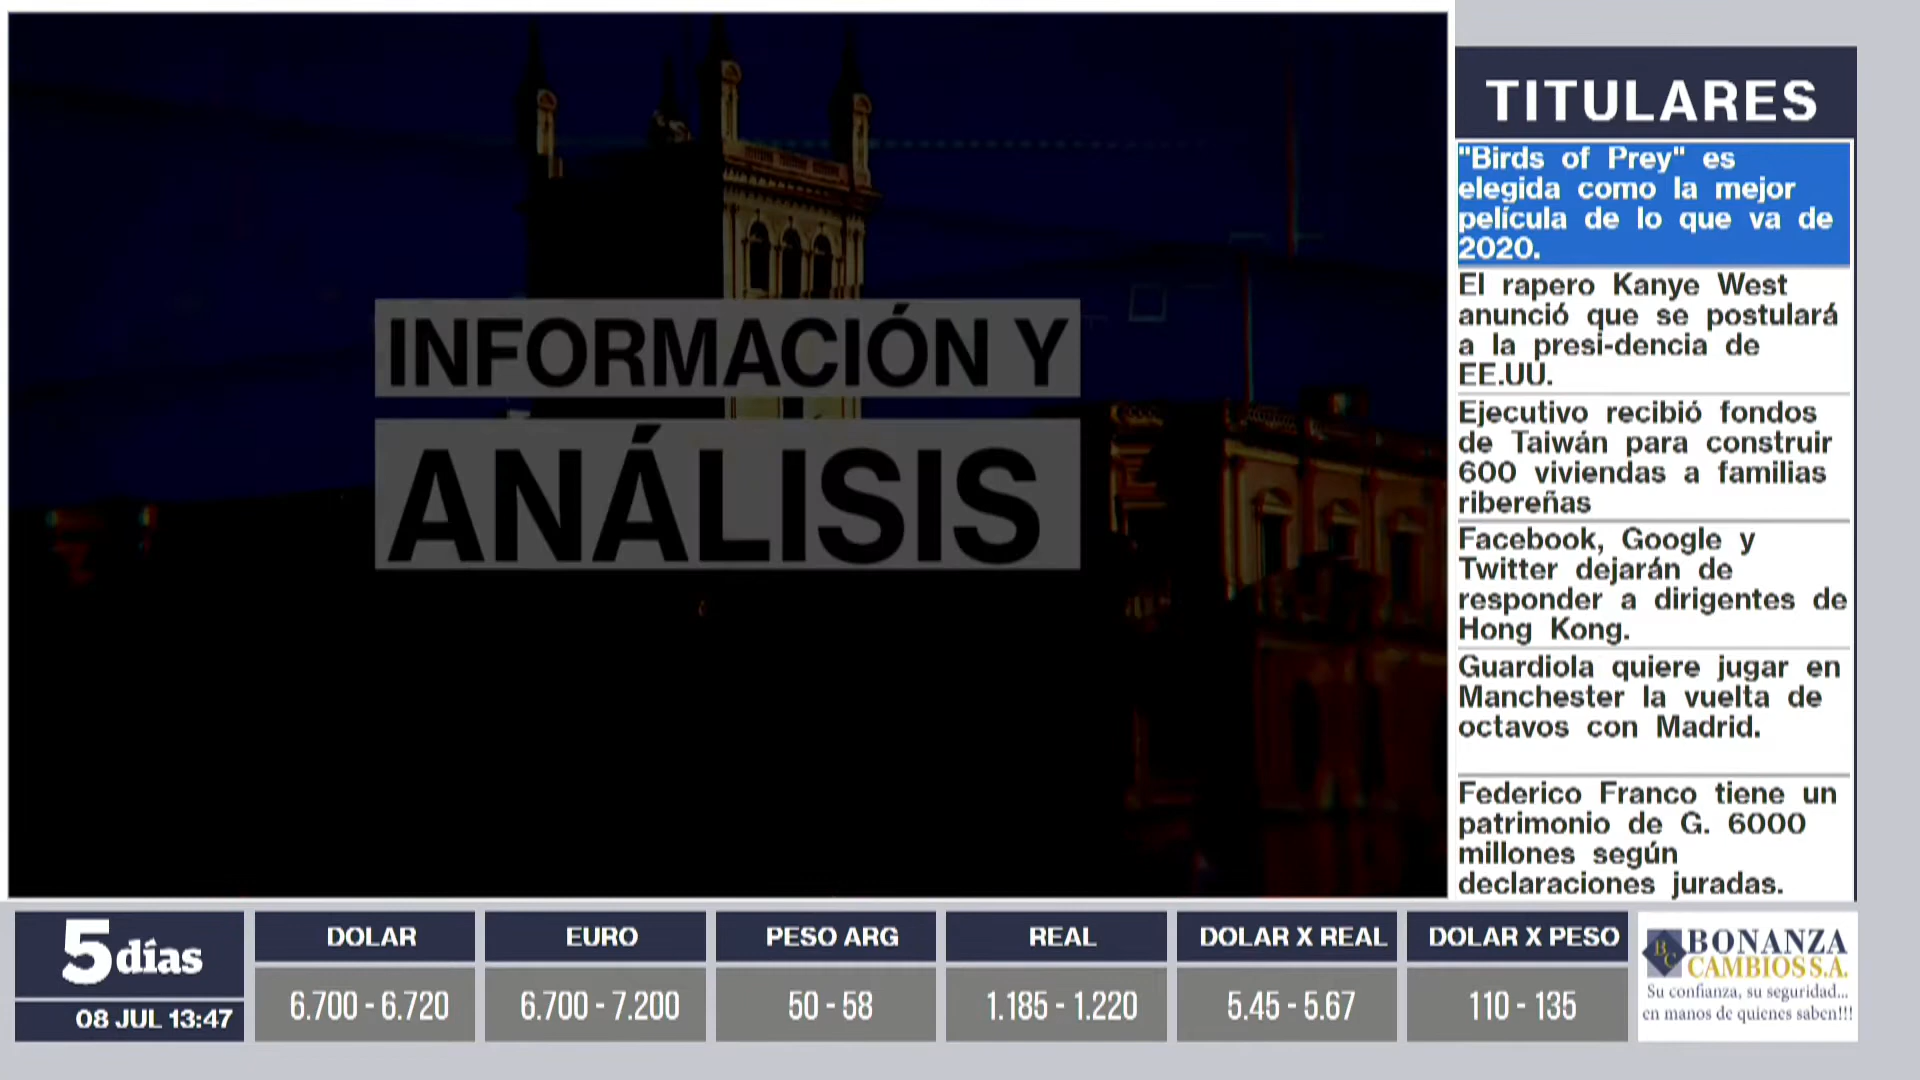 INFORMACIÓN Y
ANÁLISIS
TITULARES
"Birds of Prey" es
elegida como la mejor
película de lo que va de
2020.
El rapero Kanye West
anunció que se postulará
a la presi-dencia de
EE.UU.
Ejecutivo recibió fondos
de Taiwán para construir
600 viviendas a familias
ribereñas
Facebook, Google y
Twitter dejarán de
responder a dirigentes de
Hong Kong.
Guardiola quiere jugar en
Manchester la vuelta de
octavos con Madrid.
Federico Franco tiene un
patrimonio de G. 6000
millones según
declaraciones juradas.
5días
08 JUL 13:47
DOLAR
6.700 - 6.720
EURO
6.700 - 7.200
PESO ARG
50 - 58
REAL
1.185 - 1.220
DOLAR X REAL
5.45 - 5.67
DOLAR X PESO
110 - 135
BC
BONANZA
CAMBIOS S.A.
Su confianza, su seguridad...
en manos de quienes saben!!!